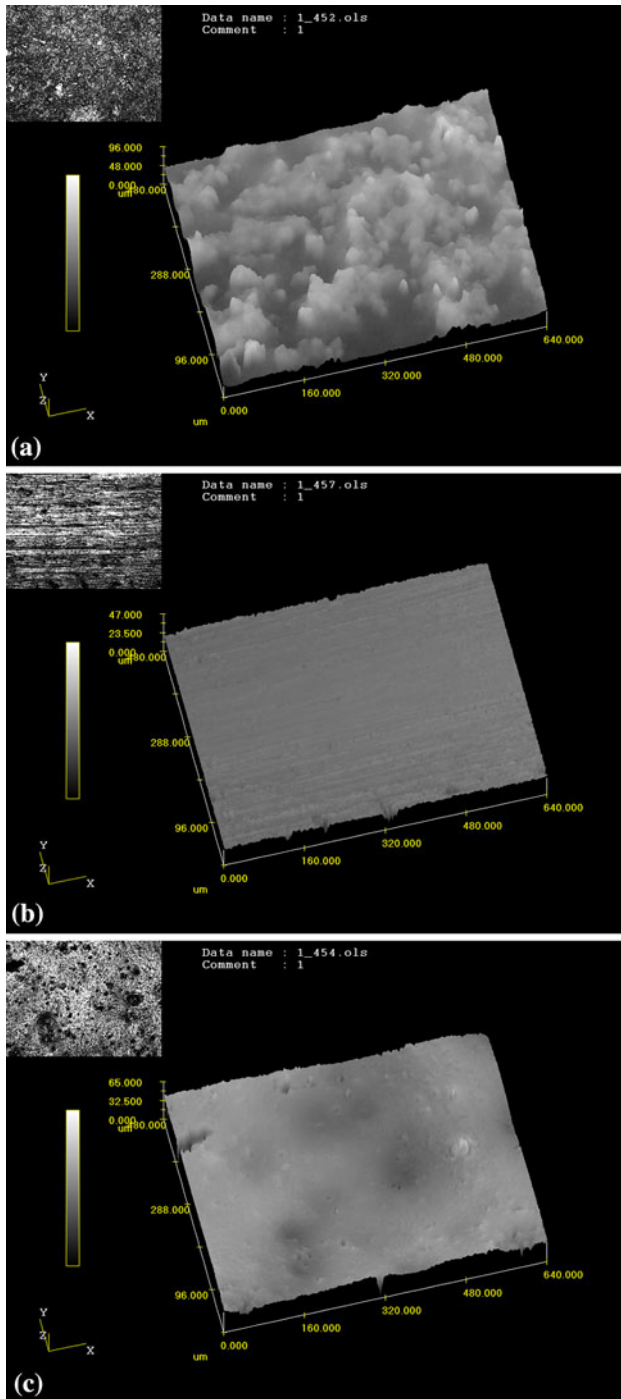 Data name : 1_452.ols
Comment : 1
96.000
48.000
0.000
um
480.000
288.000
96.000
640.000
480.000
320.000
160.000
0.000
um
Y
Z
X
(a)
Data name : 1_457.ols
Comment : 1
47.000
23.500
0.000
um
480.000
288.000
96.000
640.000
480.000
320.000
160.000
0.000
um
Y
Z
X
(b)
Data name : 1_454.ols
Comment : 1
65.000
32.500
0.000
um
480.000
288.000
96.000
640.000
480.000
320.000
160.000
0.000
um
Y
Z
X
(c)